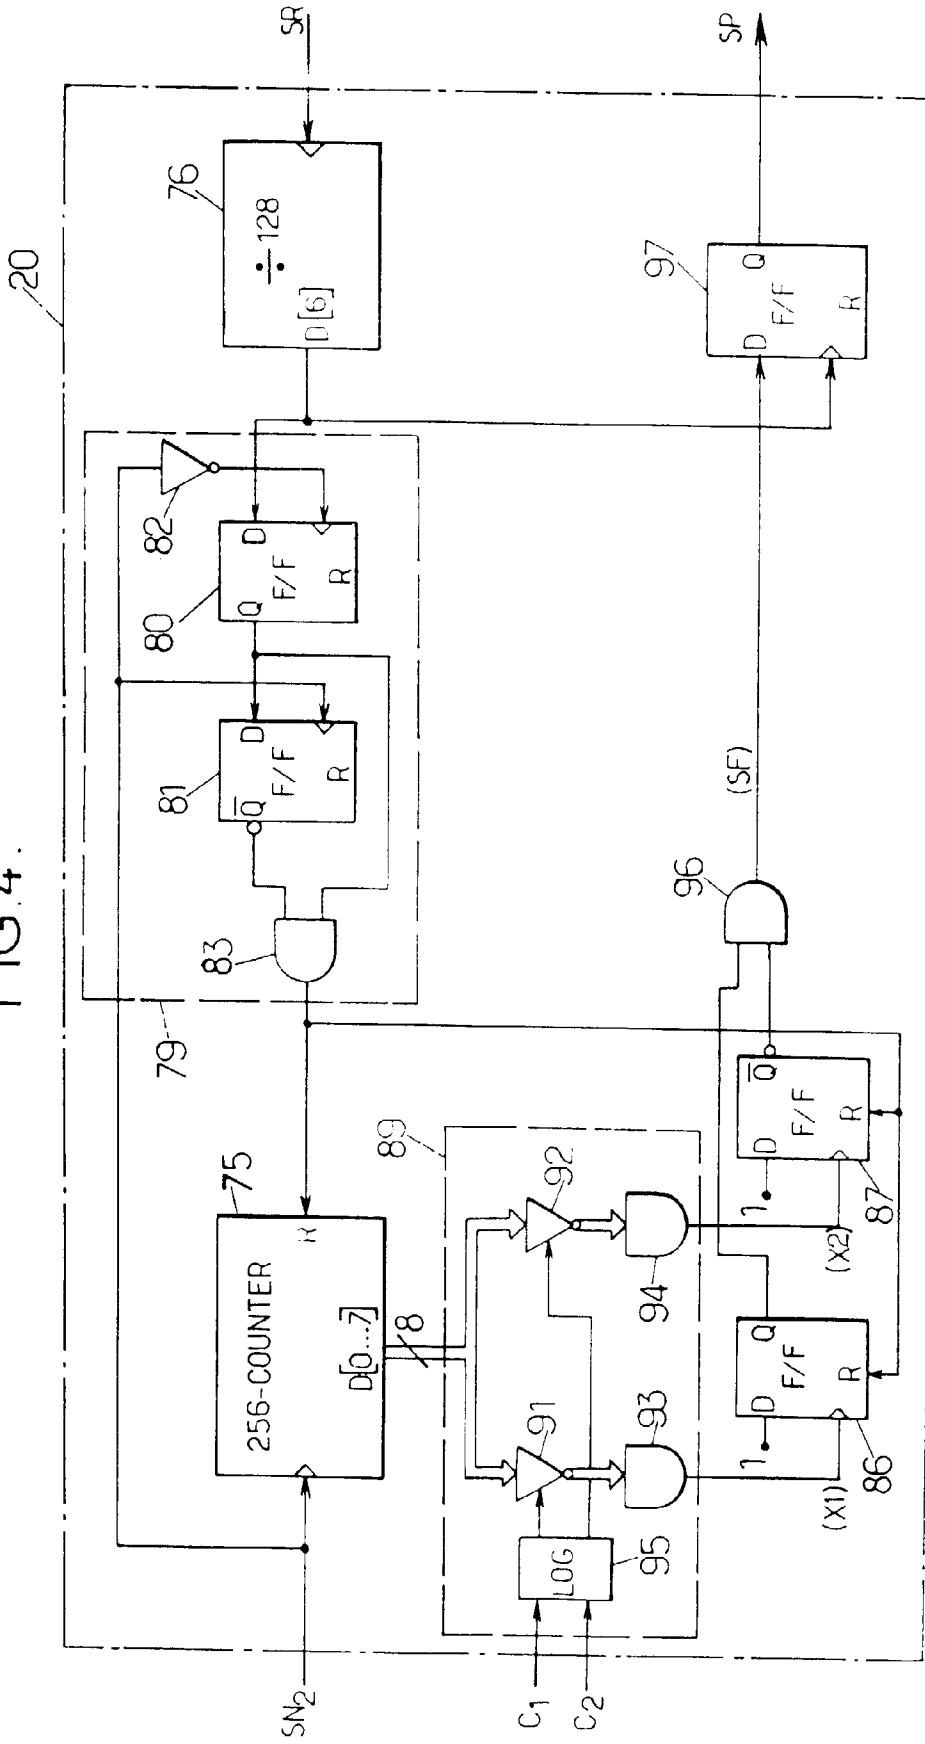 FIG.4.
20
SR
76
÷128
D[6]
SP
97
D
Q
F/F
R
82
80
Q
D
F/F
R
81
Q̅
D
F/F
R
83
79
(SF)
96
75
256-COUNTER
R
D[0...7]
8
SN2
89
91
92
93
94
LOG
95
C1
C2
(X1)
(X2)
1
D
Q
F/F
R
86
1
D
Q̅
F/F
R
87